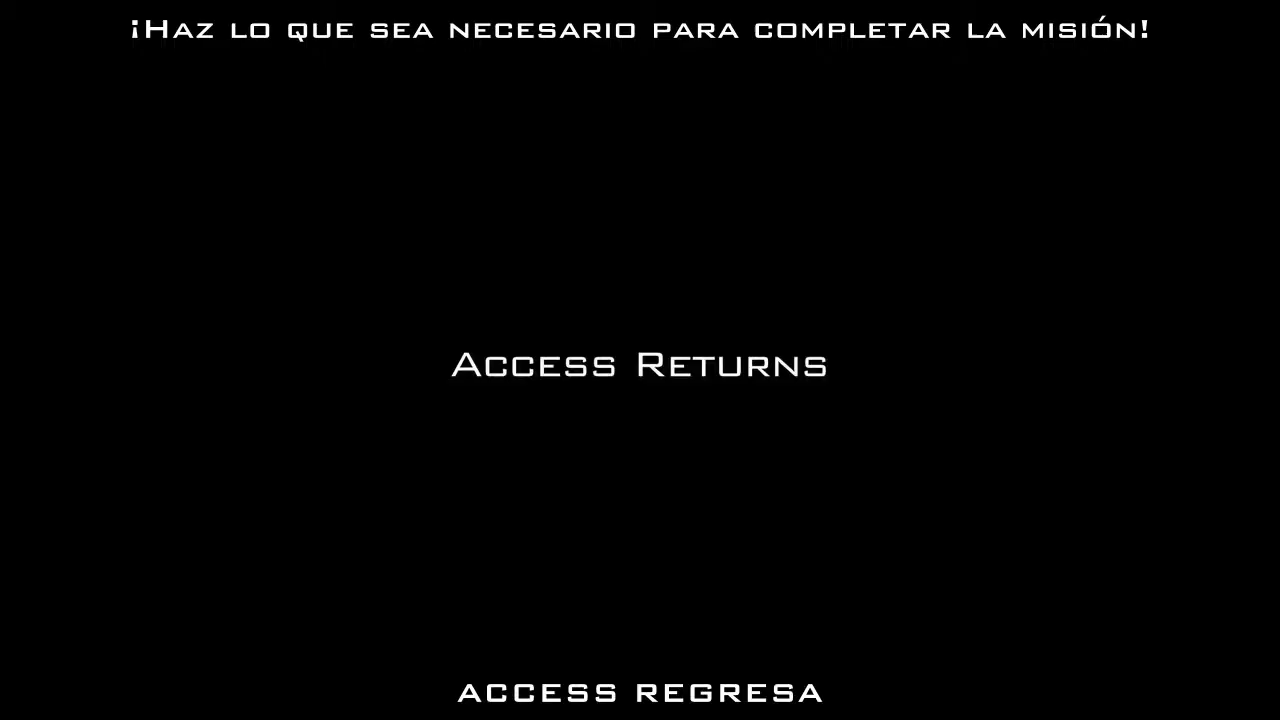 ¡Haz lo que sea necesario para completar la misión!
Access Returns
access regresa